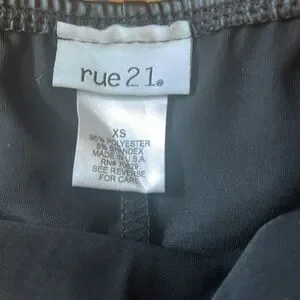 rue21®
XS
95% POLYESTER
5% SPANDEX
MADE IN U.S.A.
RN# 70829
SEE REVERSE
FOR CARE